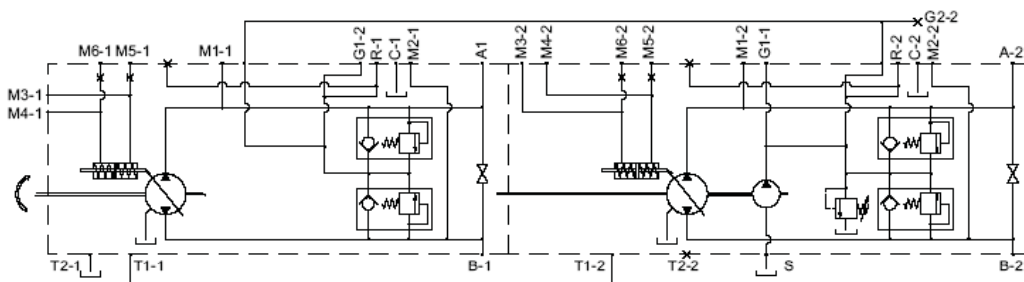 G2-2
M6-1 M5-1 M1-1 G1-2 R-1 C-1 M2-1 A1 M3-2 M4-2 M6-2 M5-2 M1-2 G1-1 R-2 C-2 M2-2 A-2
M3-1
M4-1
T2-1 T1-1 B-1 T1-2 T2-2 S B-2